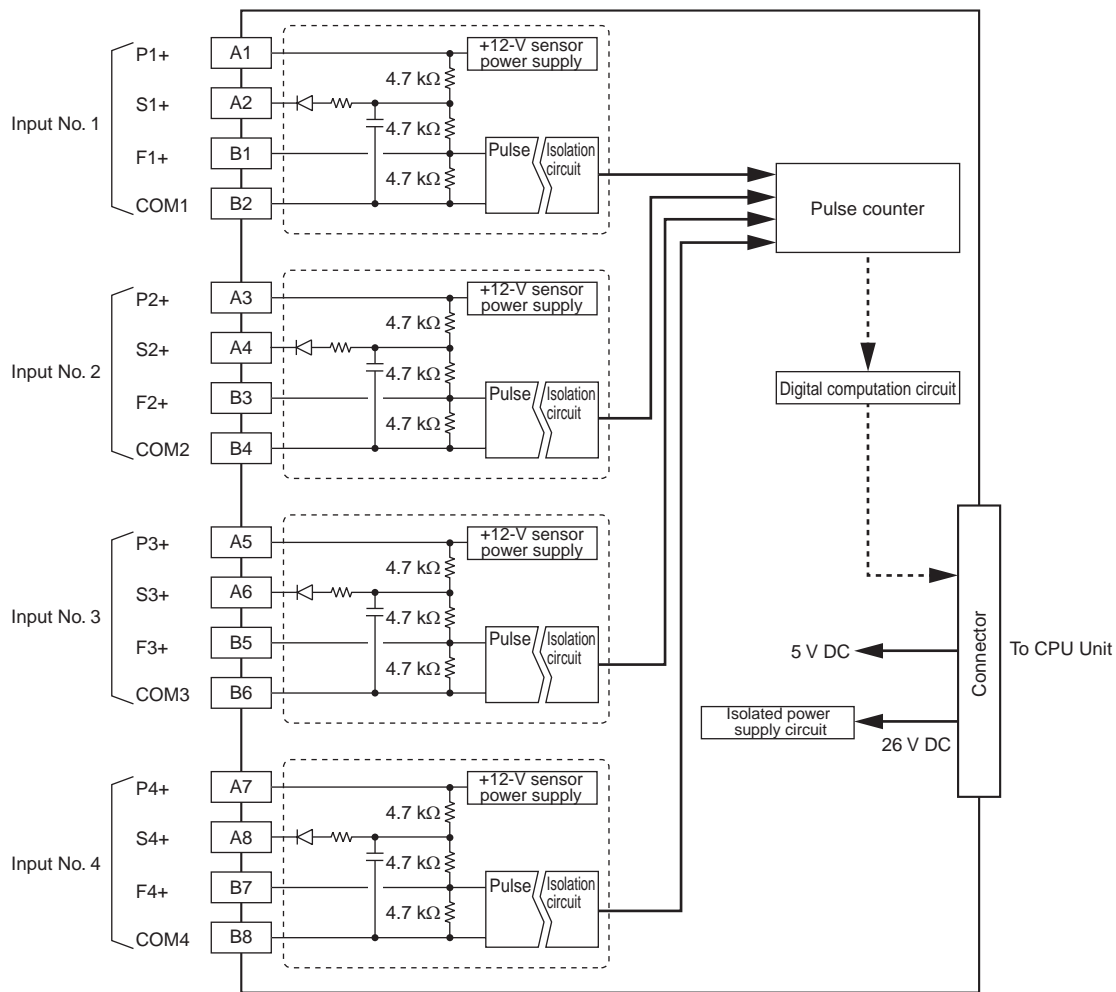 Input No. 1
P1+
A1
S1+
A2
F1+
B1
COM1
B2
+12-V sensor
power supply
4.7 kΩ
4.7 kΩ
4.7 kΩ
Pulse
Isolation
circuit
Input No. 2
P2+
A3
S2+
A4
F2+
B3
COM2
B4
+12-V sensor
power supply
4.7 kΩ
4.7 kΩ
4.7 kΩ
Pulse
Isolation
circuit
Input No. 3
P3+
A5
S3+
A6
F3+
B5
COM3
B6
+12-V sensor
power supply
4.7 kΩ
4.7 kΩ
4.7 kΩ
Pulse
Isolation
circuit
Input No. 4
P4+
A7
S4+
A8
F4+
B7
COM4
B8
+12-V sensor
power supply
4.7 kΩ
4.7 kΩ
4.7 kΩ
Pulse
Isolation
circuit
Pulse counter
Digital computation circuit
5 V DC
Isolated power
supply circuit
26 V DC
Connector
To CPU Unit